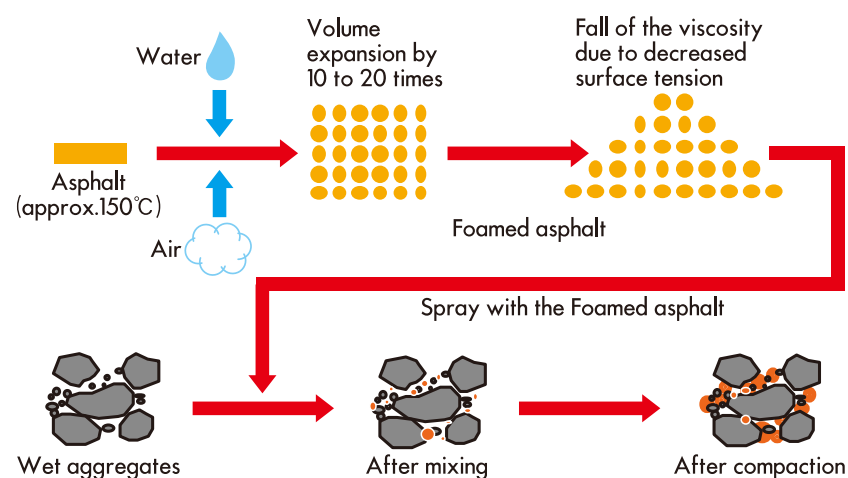 Water
Volume
expansion by
10 to 20 times
Fall of the viscosity
due to decreased
surface tension
Asphalt
(approx.150℃)
Air
Foamed asphalt
Spray with the Foamed asphalt
Wet aggregates
After mixing
After compaction